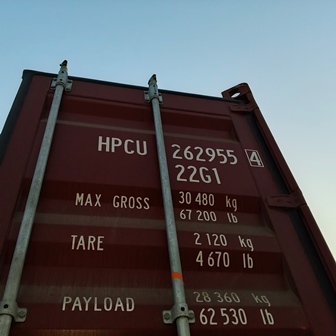 HPCU 262955 4
22G1
MAX GROSS 30 480 kg
67 200 lb
TARE 2 120 kg
4 670 lb
PAYLOAD 28 360 kg
62 530 lb